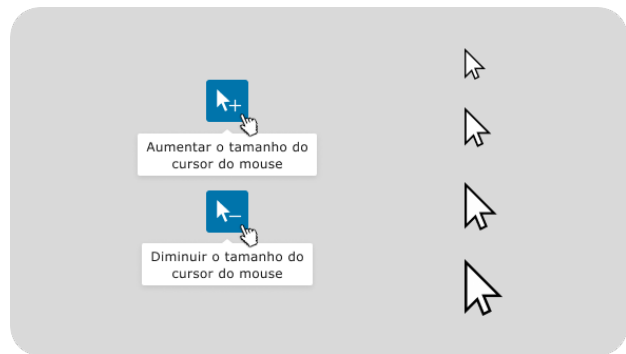 Aumentar o tamanho do
cursor do mouse
Diminuir o tamanho do
cursor do mouse